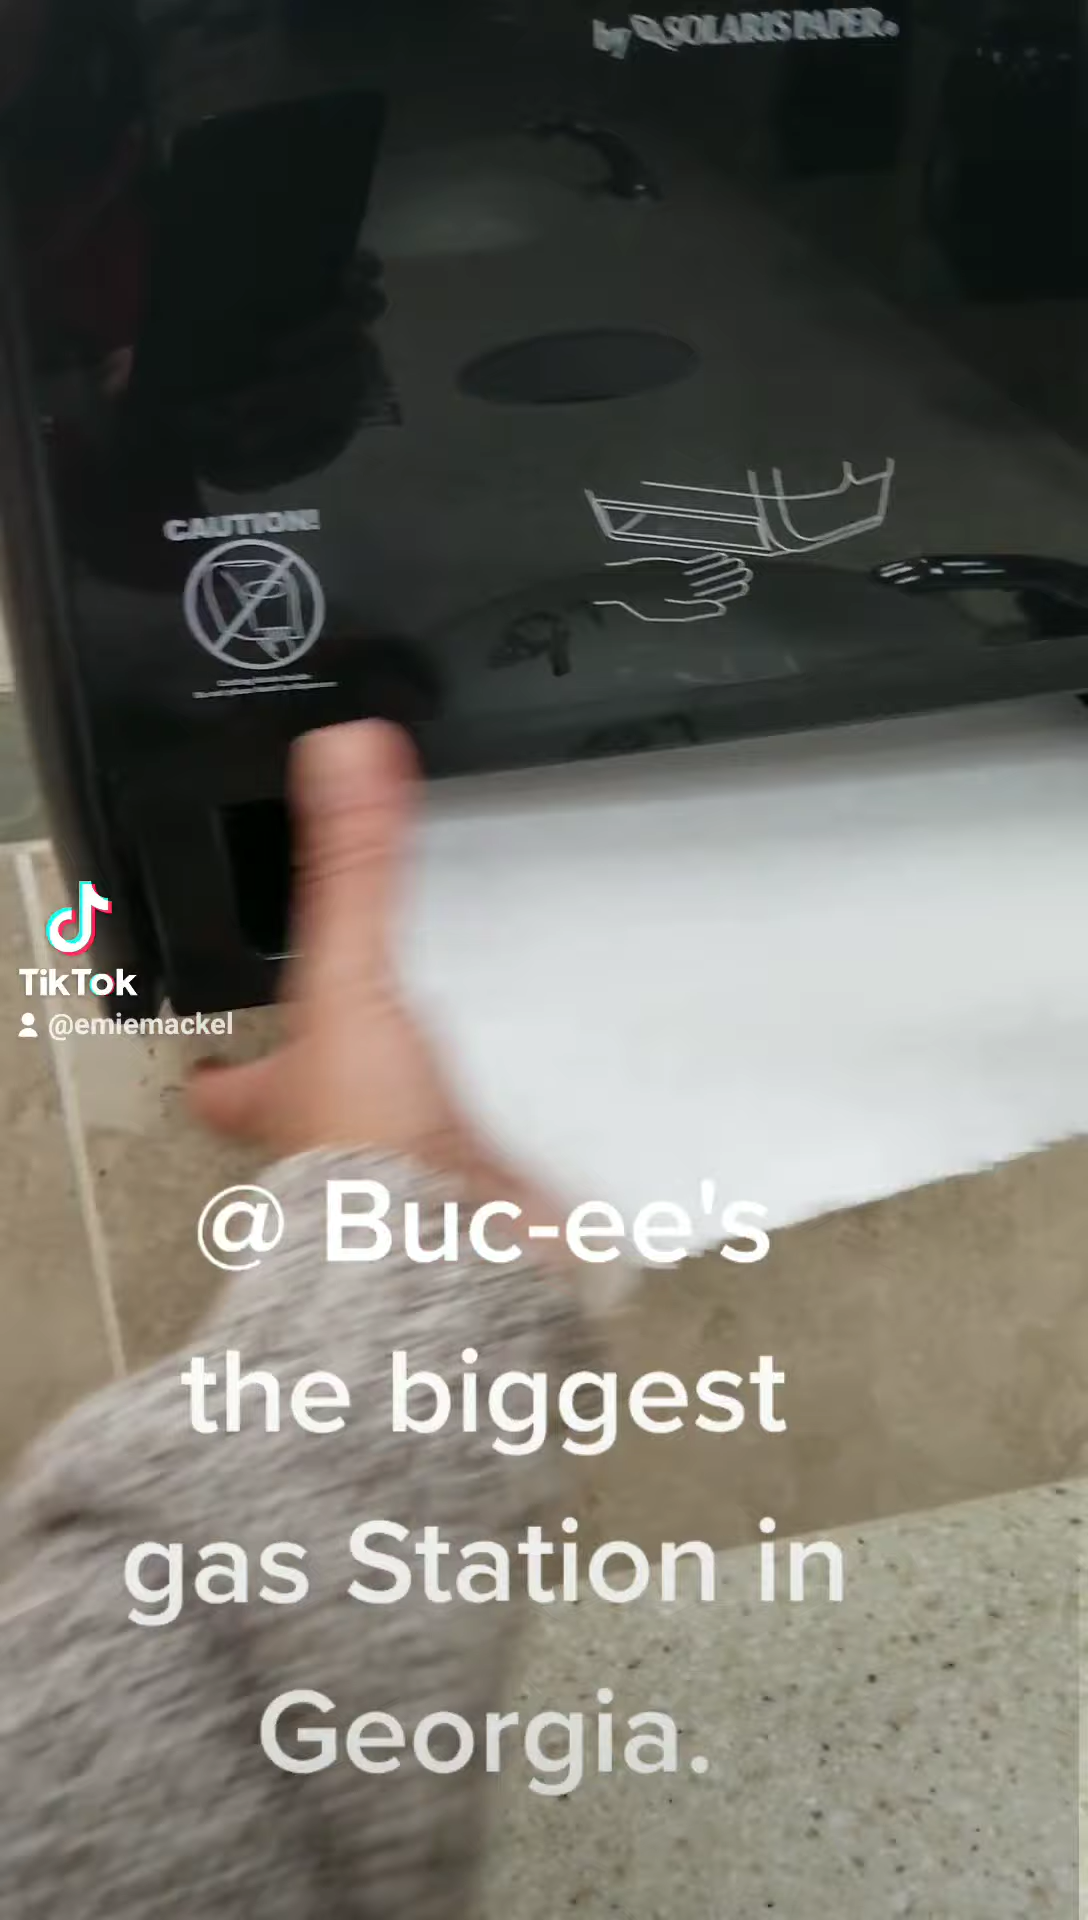 by SOLARIS PAPER®
CAUTION!
TikTok
@emiemackel
@ Buc-ee's
the biggest
gas Station in
Georgia.